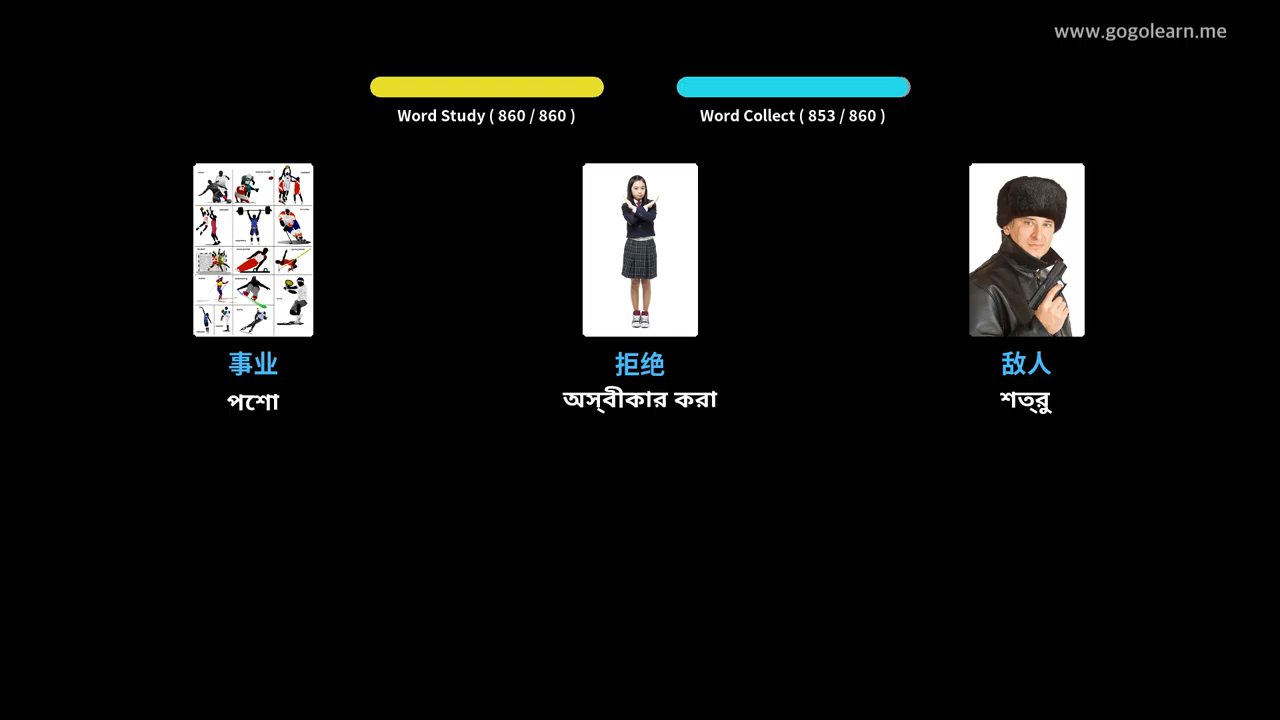 www.gogolearn.me
Word Study ( 860 / 860 )
Word Collect ( 853 / 860 )
事业
拒绝
敌人
পশো
অস্বীকার করা
শত্রু